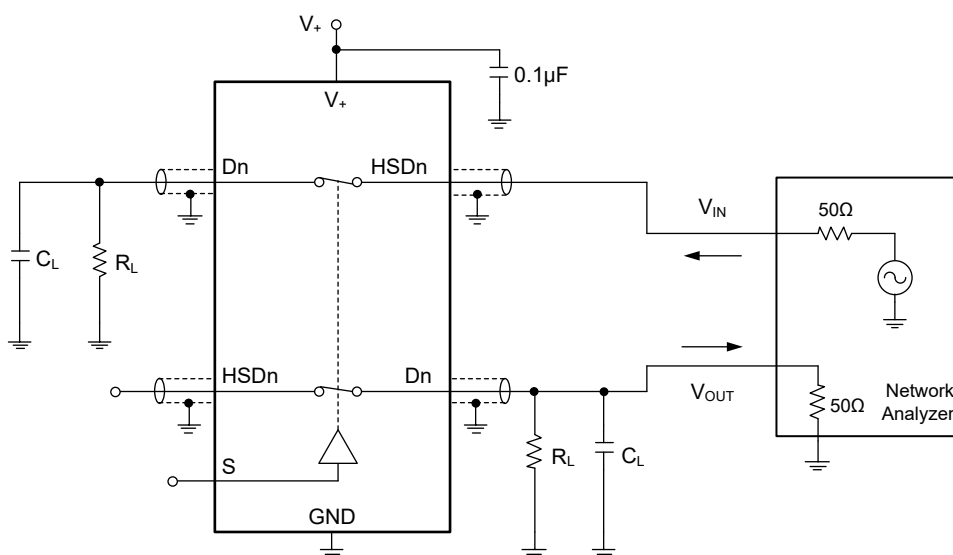 V+
0.1µF
V+
Dn
HSDn
VIN
50Ω
CL
RL
HSDn
Dn
VOUT
50Ω
Network
Analyzer
RL
CL
S
GND